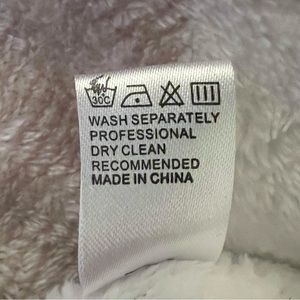 30C
WASH SEPARATELY
PROFESSIONAL
DRY CLEAN
RECOMMENDED
MADE IN CHINA